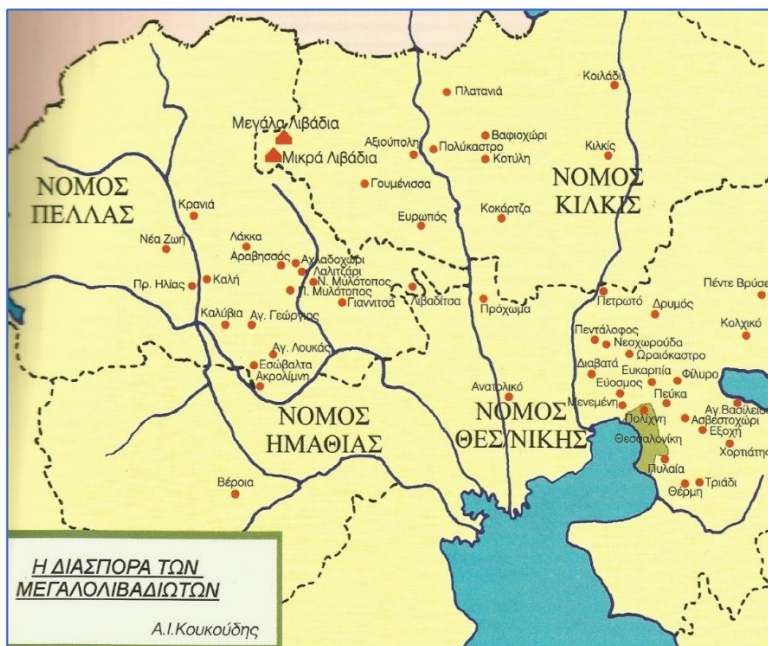 Κοιλάδι
Πλατανιά
Μεγάλα Λιβάδια
Μικρά Λιβάδια
Αξιούπολη
Πολύκαστρο
Βαφιοχώρι
Κοτύλη
Κιλκίς
ΝΟΜΟΣ
ΠΕΛΛΑΣ
Γουμένισσα
ΝΟΜΟΣ
ΚΙΛΚΙΣ
Κρανιά
Ευρωπός
Κοκάρτζα
Νέα Ζωή
Λάκκα
Αραβησσός
Αχλαδοχώρι
Λαλιτζάρι
Ν. Μυλότοπος
Π. Μυλότοπος
Πρ. Ηλίας
Καλή
Γιαννιτσά
Λιβαδίτσα
Πρόχωμα
Πετρωτό
Δρυμός
Πέντε Βρύσε
Κολχικό
Καλύβια
Αγ. Γεώργιος
Πεντάλοφος
Νεοχωρούδα
Ωραιόκαστρο
Αγ. Λουκάς
Εσώβαλτα
Ακρολίμνη
Διαβατά
Ευκαρπία
Φίλυρο
Εύοσμος
Πεύκα
Ανατολικό
Μενεμένη
Πολίχνη
Αγ.Βασίλειος
Ασβεστοχώρι
Εξοχή
Χορτιάτης
ΝΟΜΟΣ
ΗΜΑΘΙΑΣ
ΝΟΜΟΣ
ΘΕΣ/ΝΙΚΗΣ
Θεσσαλονίκη
Πυλαία
Θέρμη
Τριάδι
Βέροια
Η ΔΙΑΣΠΟΡΑ ΤΩΝ
ΜΕΓΑΛΟΛΙΒΑΔΙΩΤΩΝ
Α.Ι.Κουκούδης